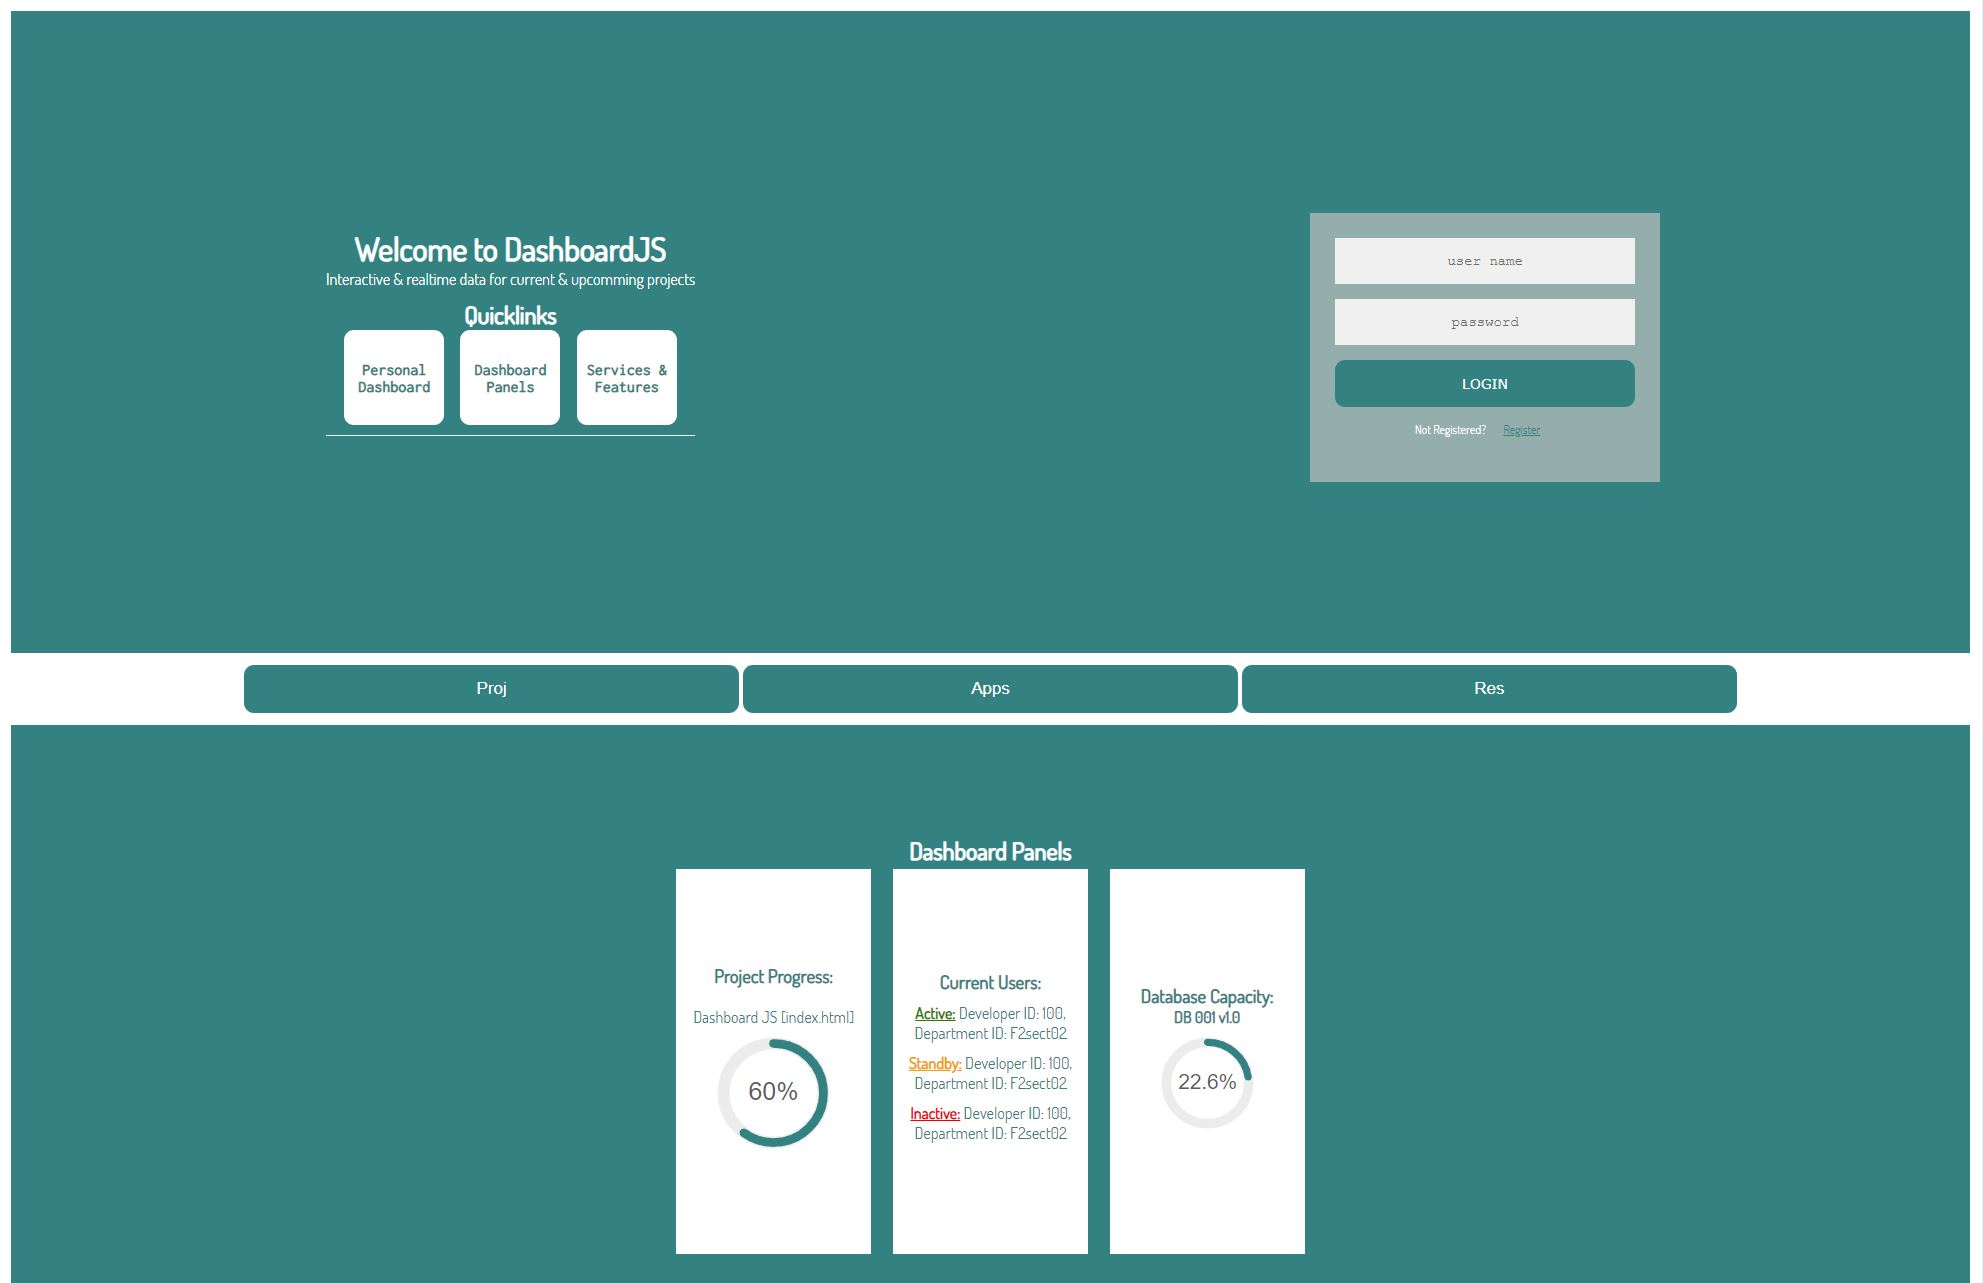 Welcome to DashboardJS
Interactive & realtime data for current & upcomming projects
Quicklinks
Personal
Dashboard
Dashboard
Panels
Services &
Features
user name
password
LOGIN
Not Registered? Register
Proj
Apps
Res
Dashboard Panels
Project Progress:
Dashboard JS [index.html]
60%
Current Users:
Active: Developer ID: 100,
Department ID: F2sect02
Standby: Developer ID: 100,
Department ID: F2sect02
Inactive: Developer ID: 100,
Department ID: F2sect02
Database Capacity:
DB 001 v1.0
22.6%